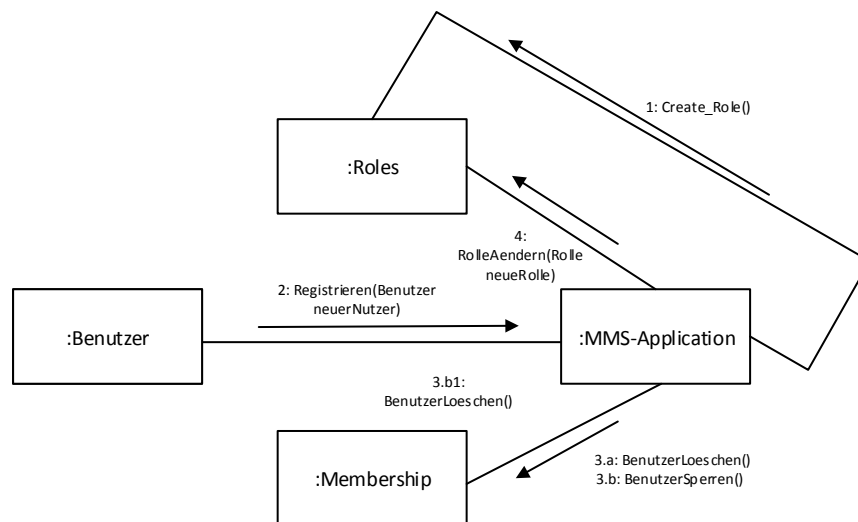 1: Create_Role()
:Roles
4:
RolleAendern(Rolle
neueRolle)
2: Registrieren(Benutzer
neuerNutzer)
:Benutzer
:MMS-Application
3.b1:
BenutzerLoeschen()
:Membership
3.a: BenutzerLoeschen()
3.b: BenutzerSperren()